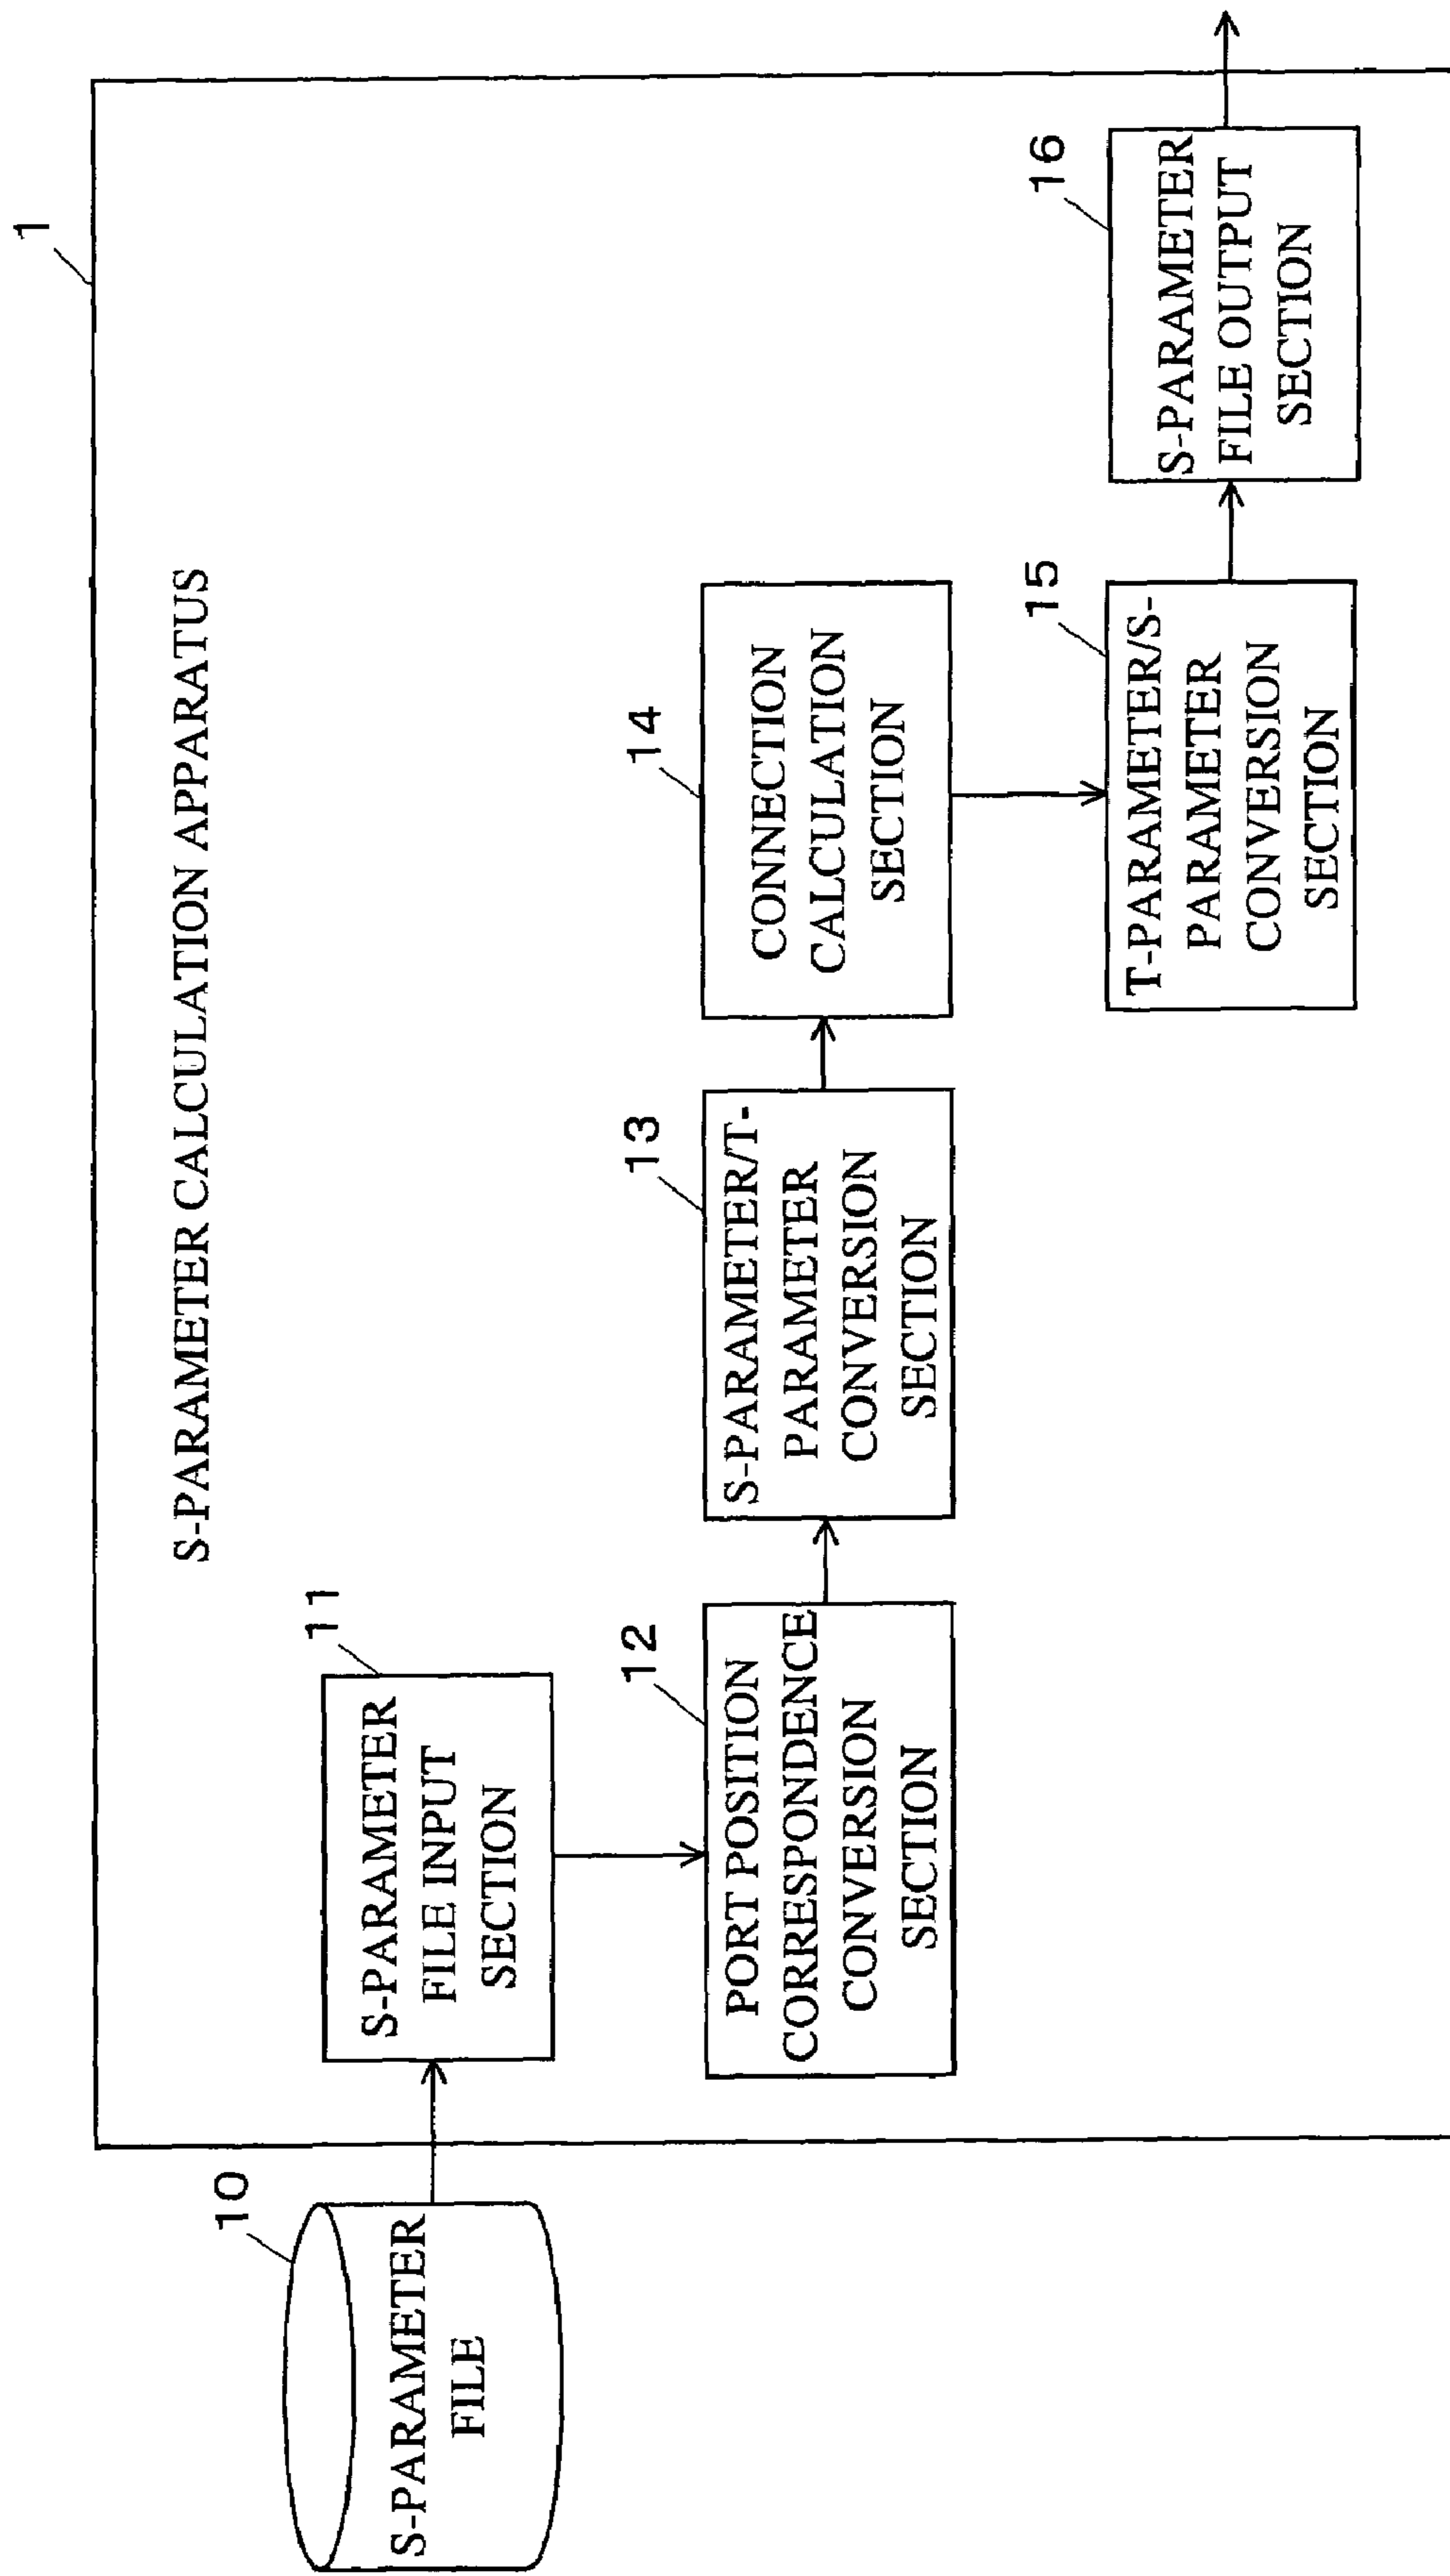 1
S-PARAMETER CALCULATION APPARATUS
10
S-PARAMETER
FILE
11
S-PARAMETER
FILE INPUT
SECTION
12
PORT POSITION
CORRESPONDENCE
CONVERSION
SECTION
13
S-PARAMETER/T-
PARAMETER
CONVERSION
SECTION
14
CONNECTION
CALCULATION
SECTION
15
T-PARAMETER/S-
PARAMETER
CONVERSION
SECTION
16
S-PARAMETER
FILE OUTPUT
SECTION